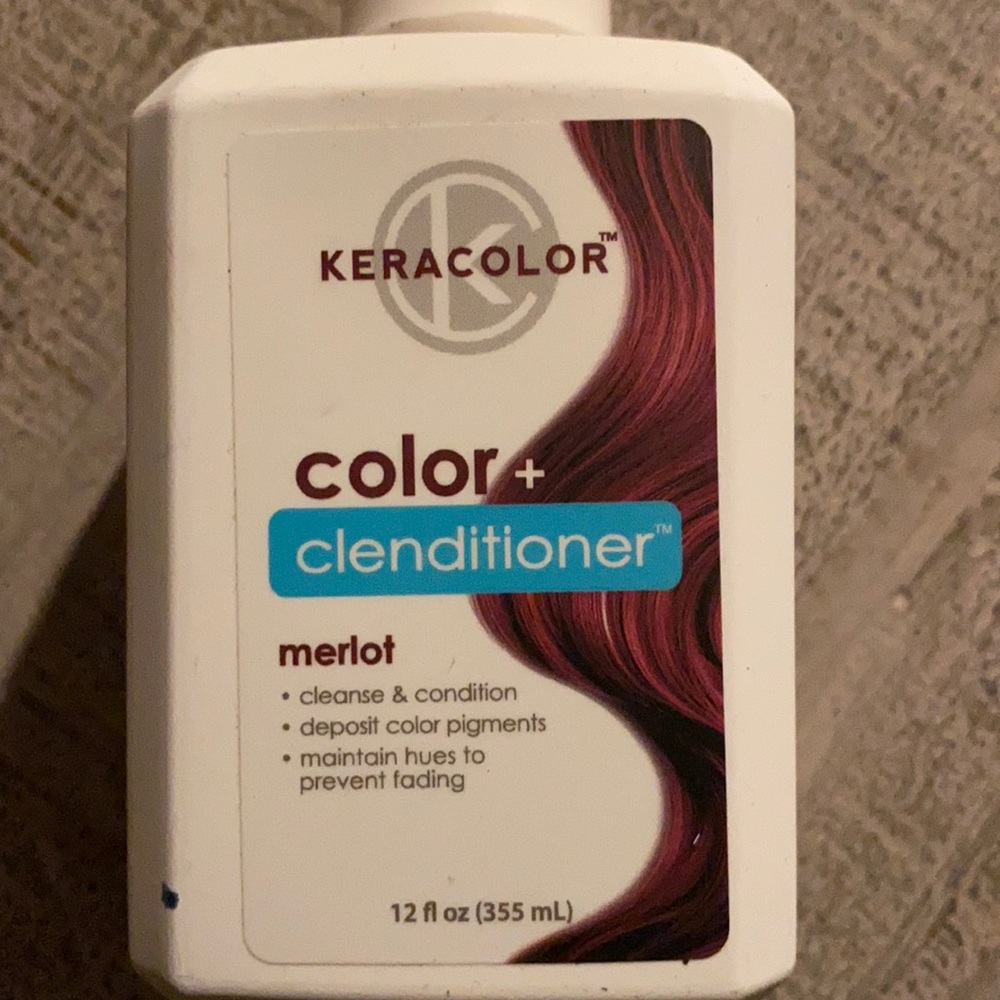 KERACOLOR™
color +
clenditioner™
merlot
• cleanse & condition
• deposit color pigments
• maintain hues to
prevent fading
12 fl oz (355 mL)